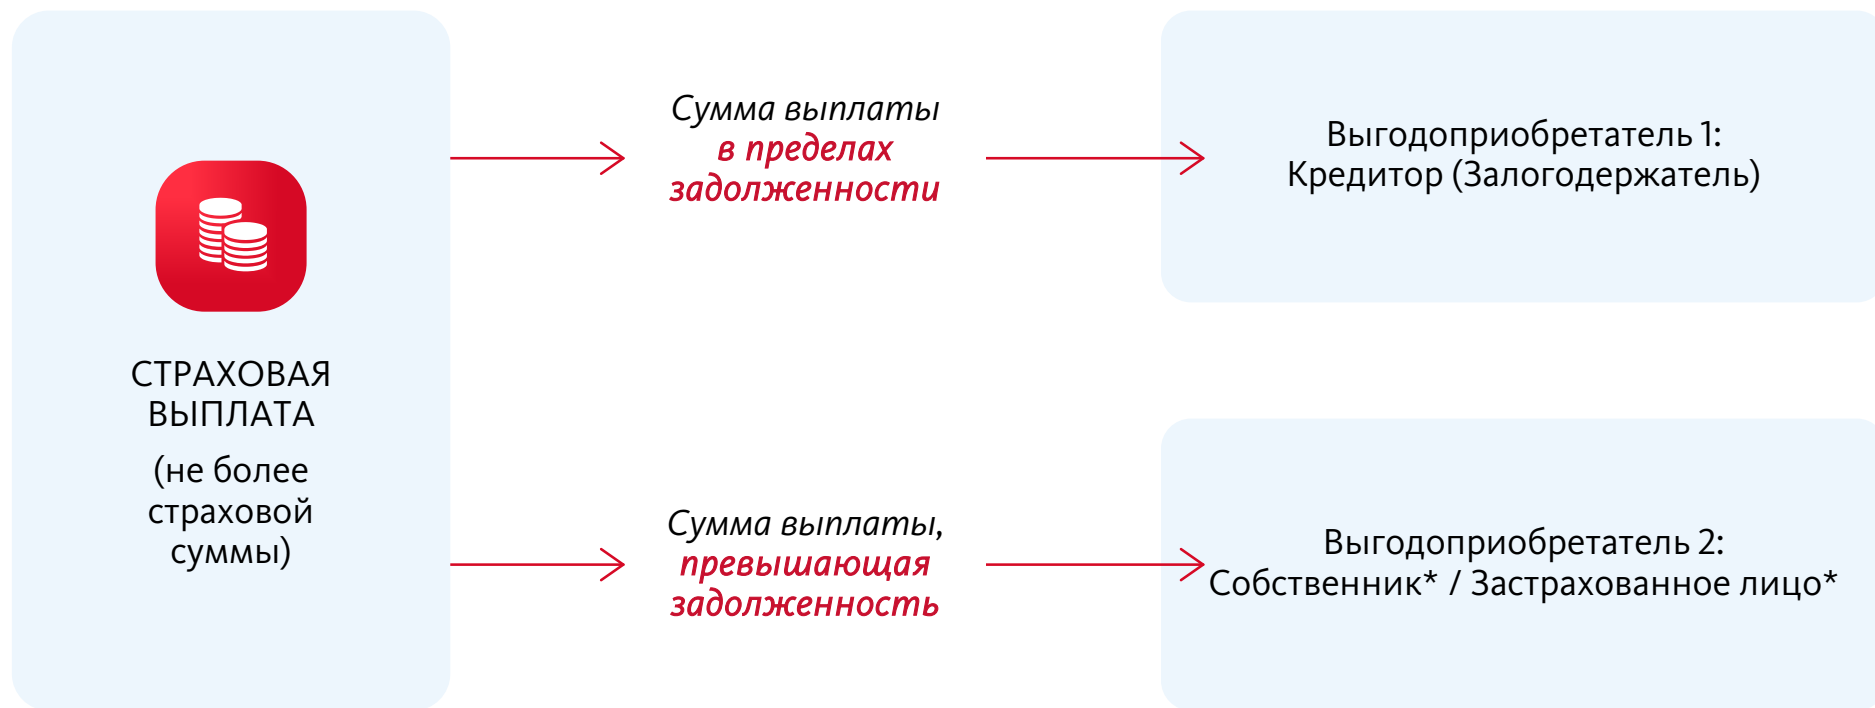 СТРАХОВАЯ
ВЫПЛАТА
(не более
страховой
суммы)
Сумма выплаты
в пределах
задолженности
Выгодоприобретатель 1:
Кредитор (Залогодержатель)
Сумма выплаты,
превышающая
задолженность
Выгодоприобретатель 2:
Собственник* / Застрахованное лицо*